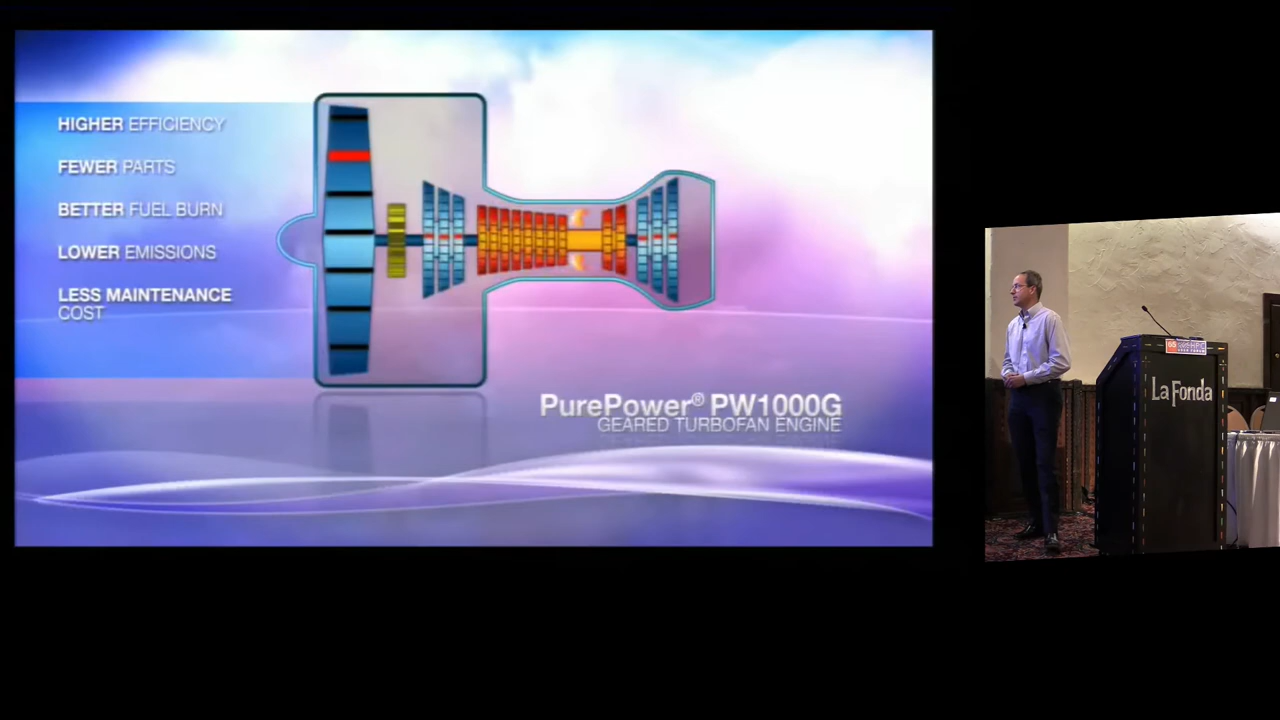 HIGHER EFFICIENCY
FEWER PARTS
BETTER FUEL BURN
LOWER EMISSIONS
LESS MAINTENANCE
COST
PurePower® PW1000G
GEARED TURBOFAN ENGINE
La Fonda